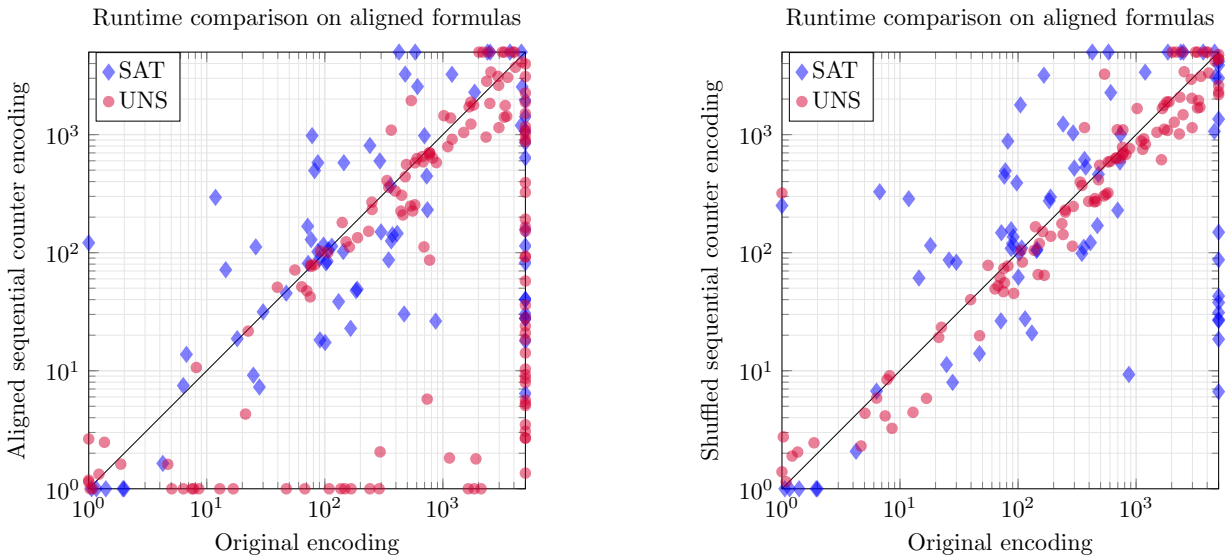 Runtime comparison on aligned formulas
Aligned sequential counter encoding
10^3
10^2
10^1
10^0
SAT
UNS
10^0 10^1 10^2 10^3
Original encoding
Runtime comparison on aligned formulas
Shuffled sequential counter encoding
10^3
10^2
10^1
10^0
SAT
UNS
10^0 10^1 10^2 10^3
Original encoding